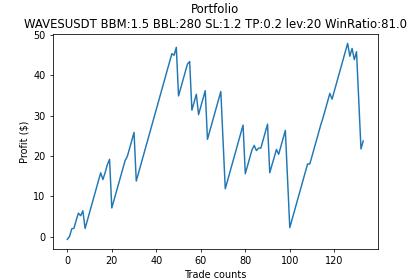 Portfolio
WAVESUSDT BBM:1.5 BBL:280 SL:1.2 TP:0.2 lev:20 WinRatio:81.0
50
40
30
20
10
0
Profit ($)
0 20 40 60 80 100 120
Trade counts